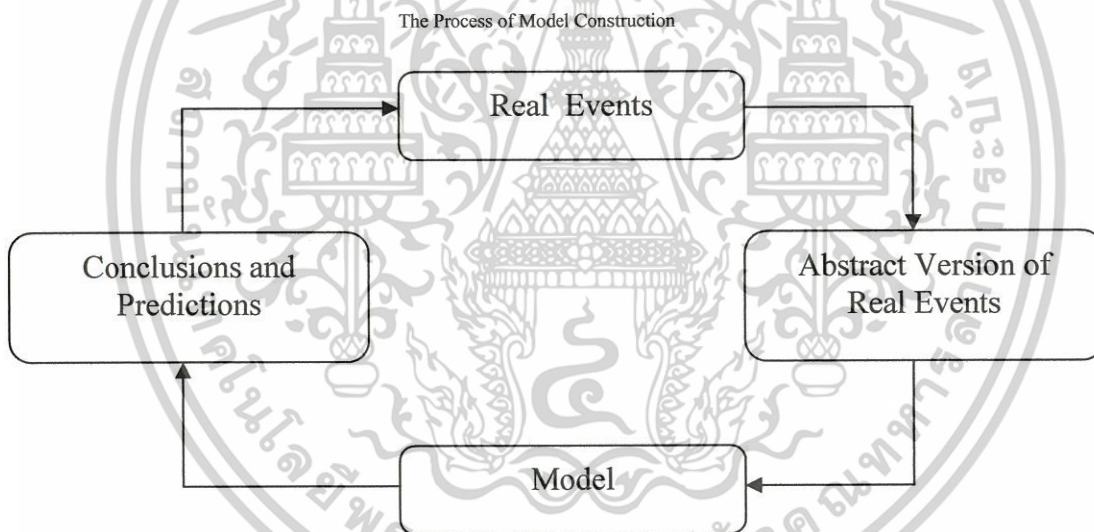 The Process of Model Construction
Real Events
Conclusions and
Predictions
Abstract Version of
Real Events
Model